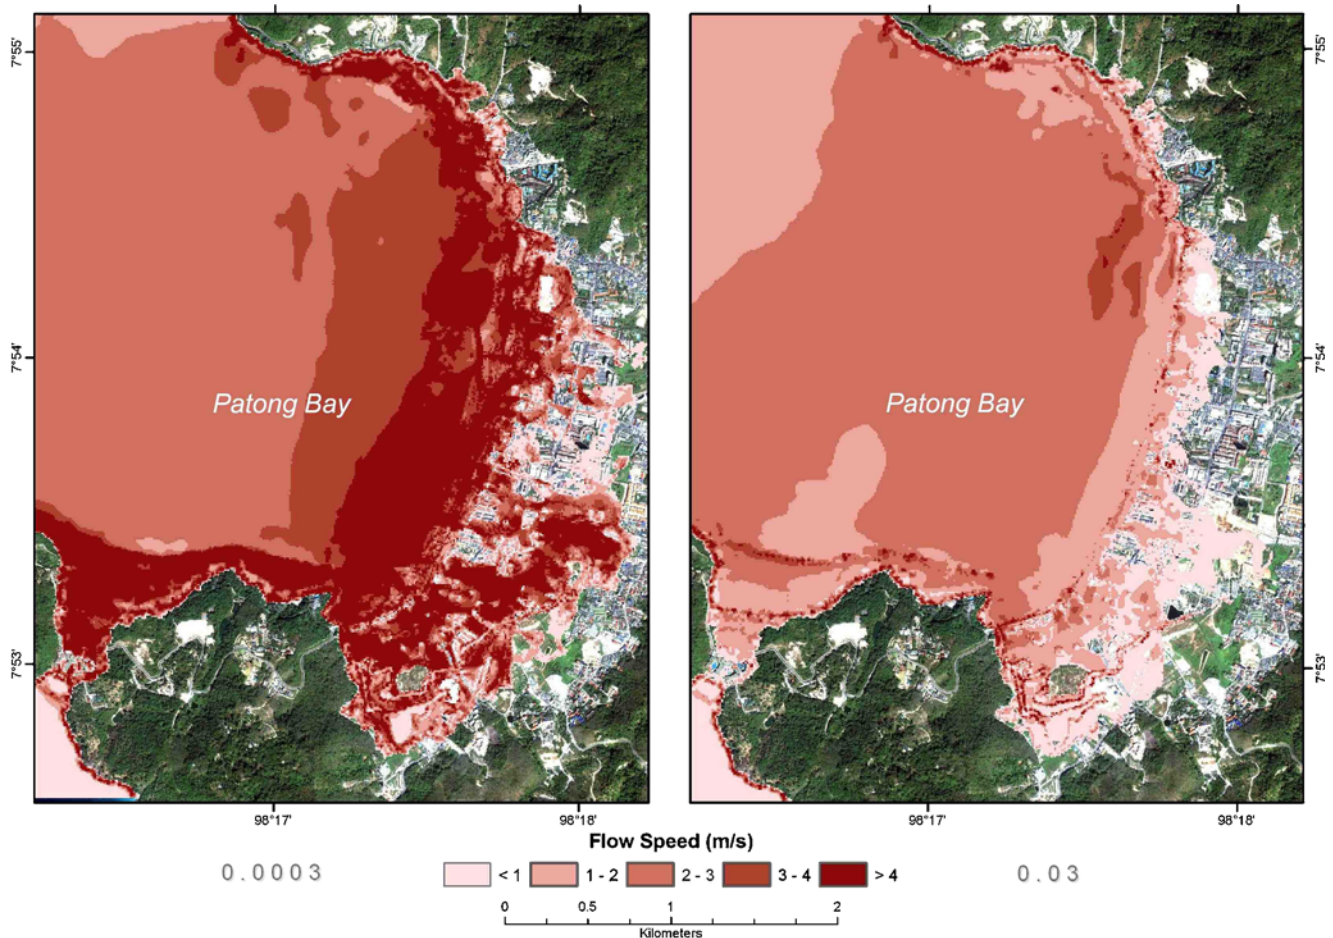 7°55'
7°54'
7°53'
Patong Bay
98°17'
98°18'
Patong Bay
7°55'
7°54'
7°53'
98°17'
98°18'
Flow Speed (m/s)
0.0003
< 1
1 - 2
2 - 3
3 - 4
> 4
0.03
0
0.5
1
2
Kilometers